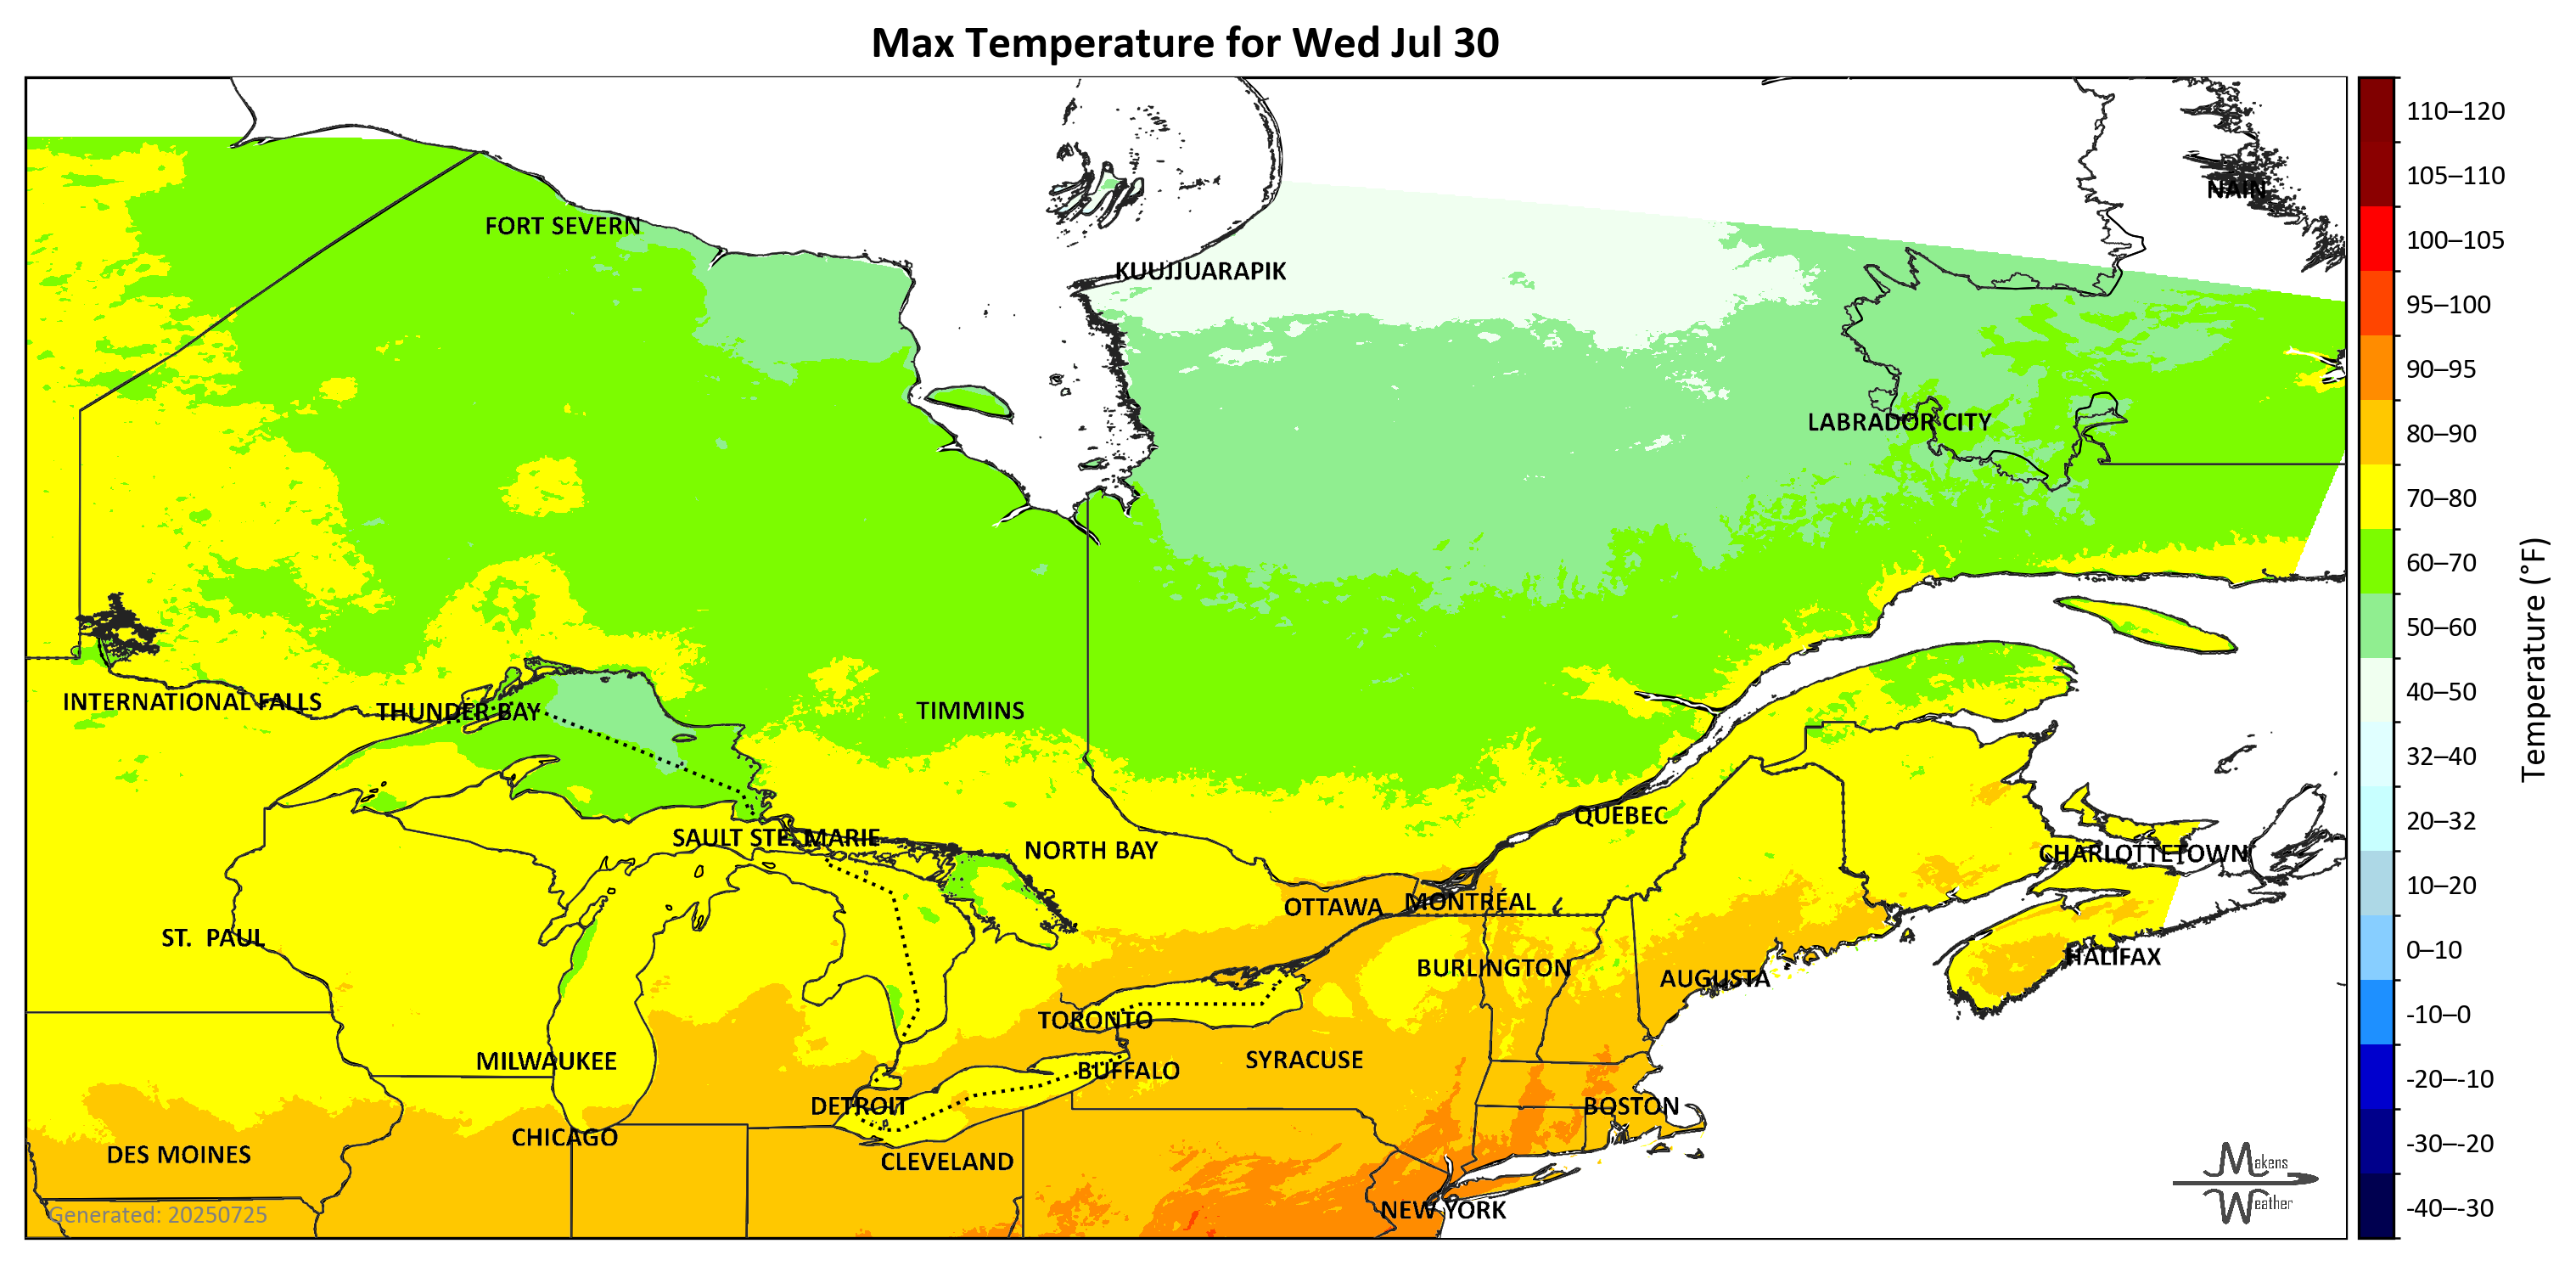 Max Temperature for Wed Jul 30
NAIN
FORT SEVERN
KUUJJUARAPIK
LABRADOR CITY
INTERNATIONAL FALLS
THUNDER BAY
TIMMINS
QUÉBEC
SAULT STE. MARIE
NORTH BAY
CHARLOTTETOWN
OTTAWA
MONTRÉAL
ST. PAUL
HALIFAX
BURLINGTON
AUGUSTA
TORONTO
MILWAUKEE
SYRACUSE
BUFFALO
DETROIT
BOSTON
CHICAGO
DES MOINES
CLEVELAND
NEW YORK
Generated: 20250725
Makens
Weather
110–120
105–110
100–105
95–100
90–95
80–90
70–80
60–70
50–60
40–50
32–40
20–32
10–20
0–10
-10–0
-20–-10
-30–-20
-40–-30
Temperature (°F)